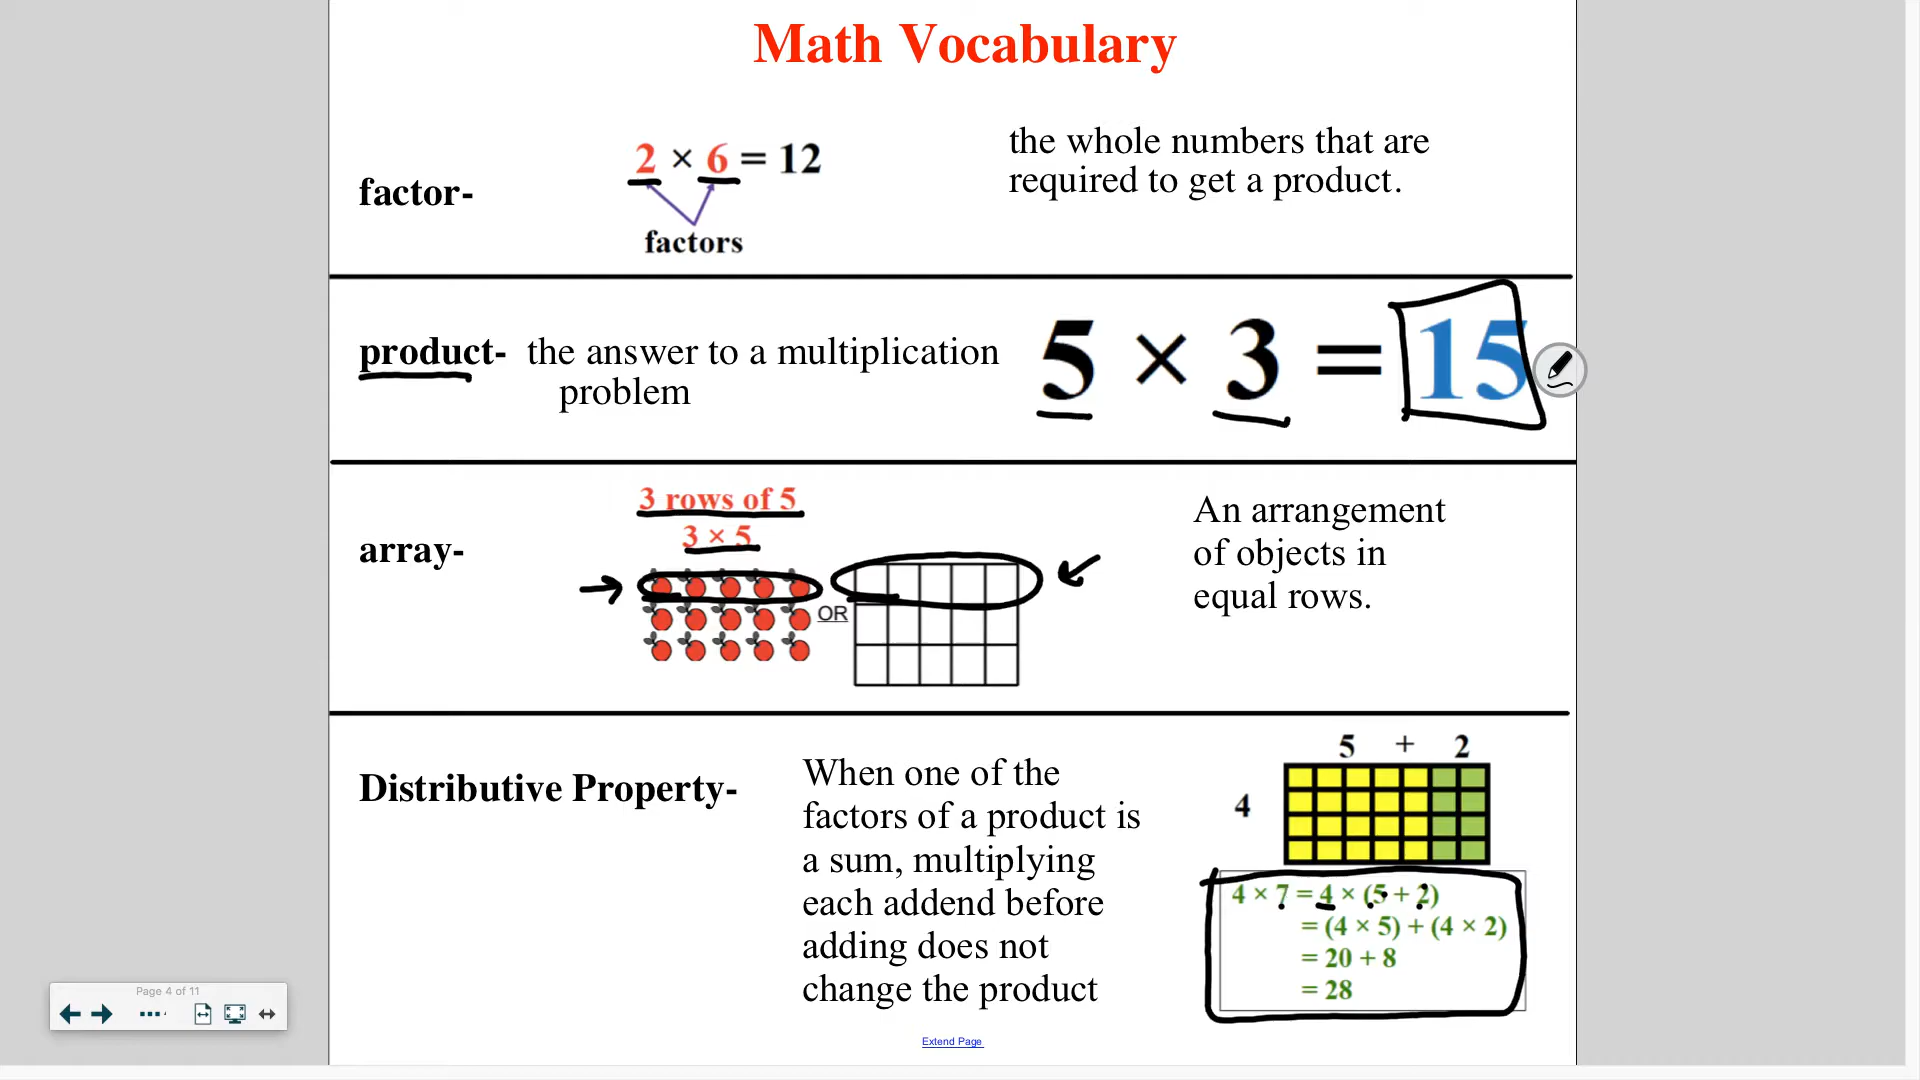 Math Vocabulary
factor-
2 × 6 = 12
factors
the whole numbers that are
required to get a product.
product- the answer to a multiplication
problem
5 × 3 = 15
array-
3 rows of 5
3 × 5
OR
An arrangement
of objects in
equal rows.
Distributive Property-
When one of the
factors of a product is
a sum, multiplying
each addend before
adding does not
change the product
5 + 2
4
4 × 7 = 4 × (5 + 2)
= (4 × 5) + (4 × 2)
= 20 + 8
= 28
Page 4 of 11
Extend Page